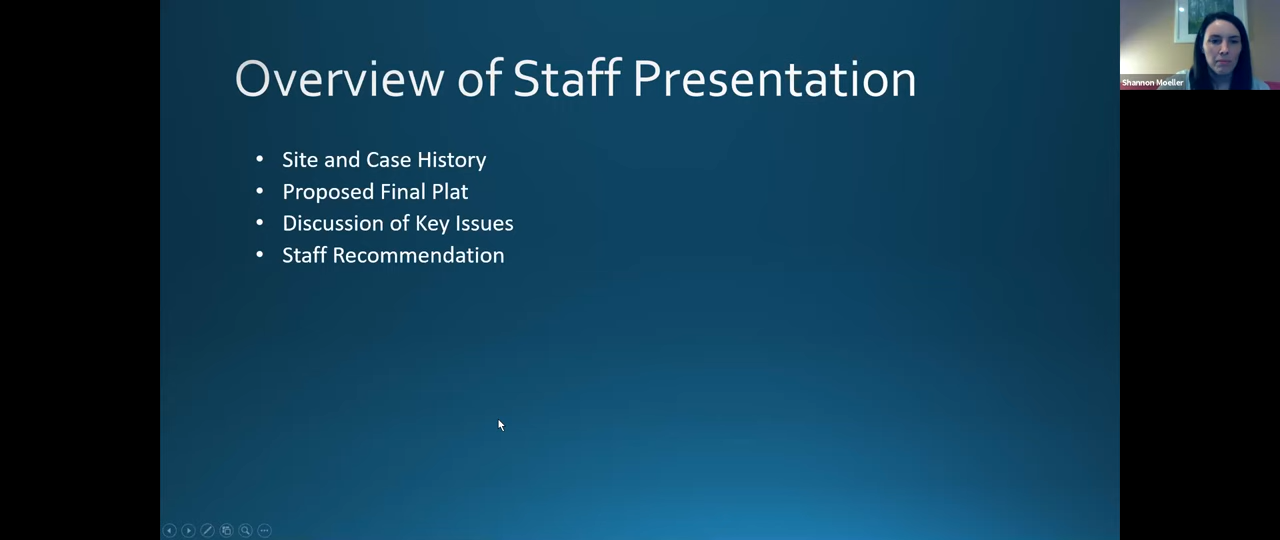 Overview of Staff Presentation
Shannon Moeller
• Site and Case History
• Proposed Final Plat
• Discussion of Key Issues
• Staff Recommendation